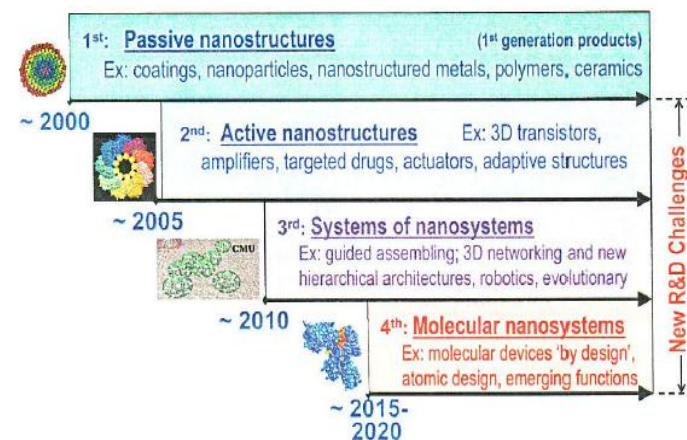 1st: Passive nanostructures (1st generation products)
Ex: coatings, nanoparticles, nanostructured metals, polymers, ceramics
~ 2000
2nd: Active nanostructures Ex: 3D transistors,
amplifiers, targeted drugs, actuators, adaptive structures
~ 2005
3rd: Systems of nanosystems
Ex: guided assembling; 3D networking and new
hierarchical architectures, robotics, evolutionary
CMU
~ 2010
4th: Molecular nanosystems
Ex: molecular devices ‘by design’,
atomic design, emerging functions
~ 2015-
2020
New R&D Challenges